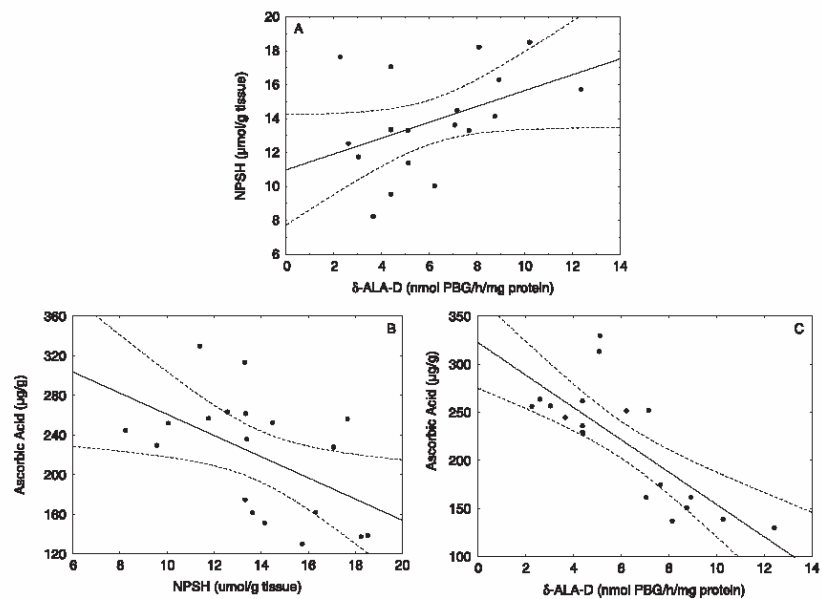 A
20
18
16
14
12
10
8
6
NPSH (µmol/g tissue)
0 2 4 6 8 10 12 14
δ-ALA-D (nmol PBG/h/mg protein)
B
360
320
280
240
200
160
120
Ascorbic Acid (µg/g)
6 8 10 12 14 16 18 20
NPSH (umol/g tissue)
C
350
300
250
200
150
100
Ascorbic Acid (µg/g)
0 2 4 6 8 10 12 14
δ-ALA-D (nmol PBG/h/mg protein)